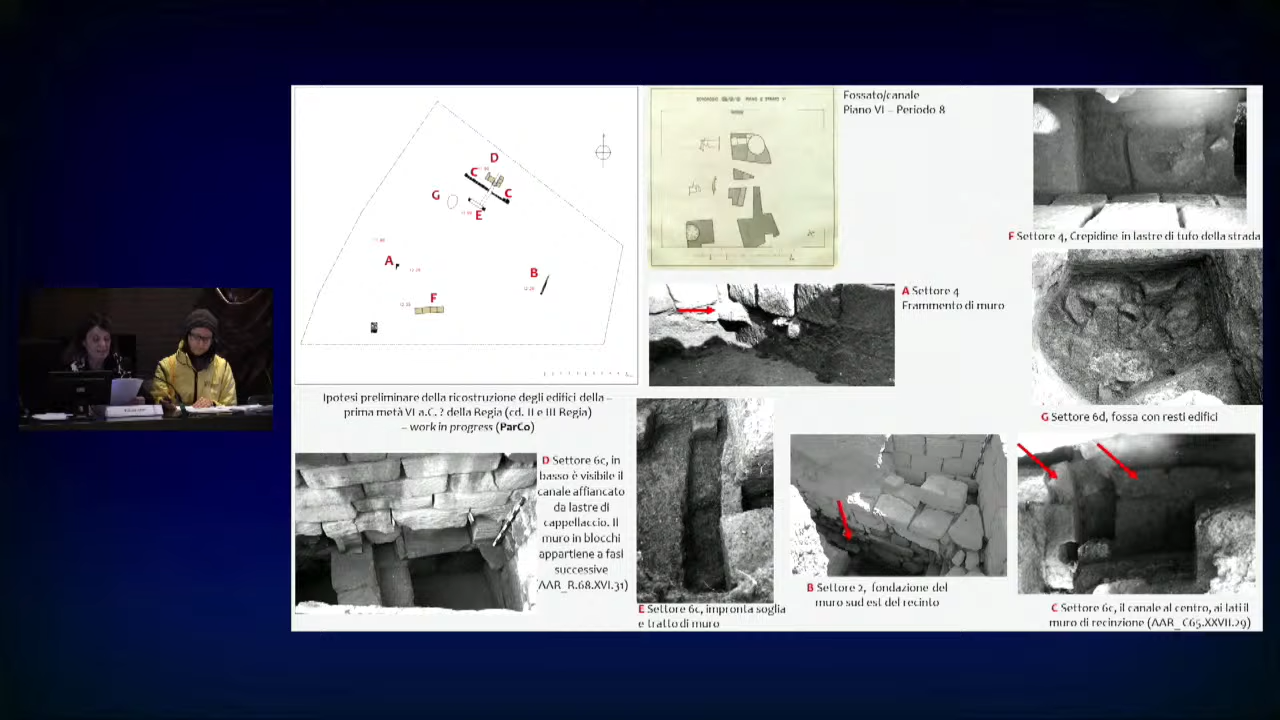 D
C
C
G
E
A
B
F
Ipotesi preliminare della ricostruzione degli edifici della –
prima metà VI a.C. ? della Regia (cd. II e III Regia)
– work in progress (ParCo)
Fossato/canale
Piano VI – Periodo 8
F Settore 4, Crepidine in lastre di tufo della strada
A Settore 4
Frammento di muro
G Settore 6d, fossa con resti edifici
D Settore 6c, in
basso è visibile il
canale affiancato
da lastre di
cappellaccio. Il
muro in blocchi
appartiene a fasi
successive
(AAR_R.68.XVI.31)
E Settore 6c, impronta soglia
e tratto di muro
B Settore 2, fondazione del
muro sud est del recinto
C Settore 6c, il canale al centro, ai lati il
muro di recinzione (AAR_C65.XXVII.29)